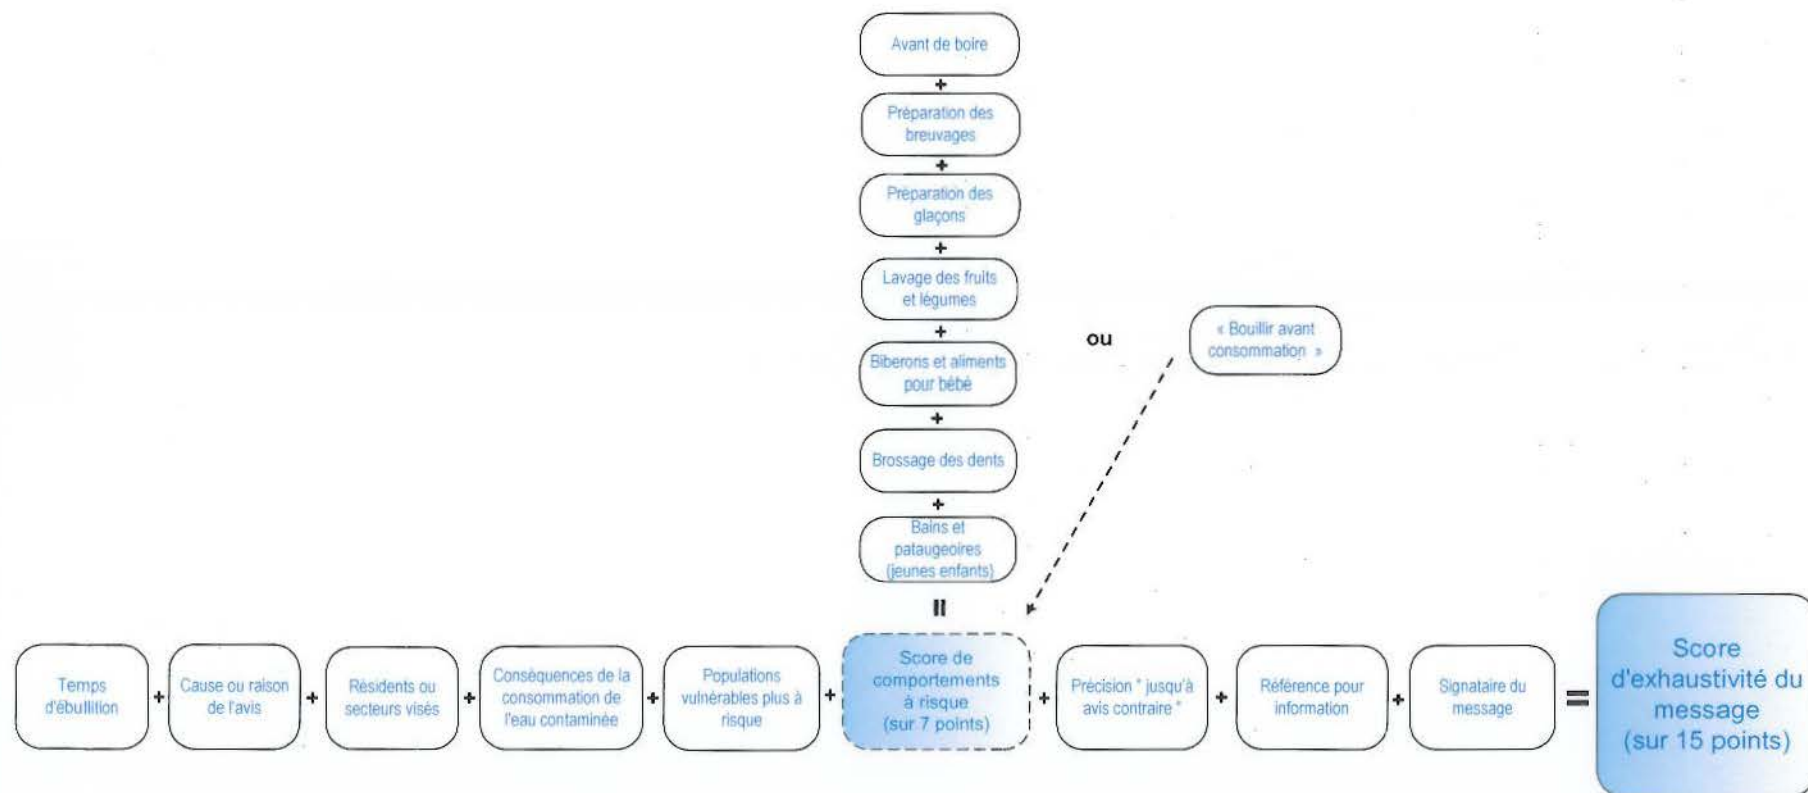 Avant de boire
+
Préparation des
breuvages
+
Préparation des
glaçons
+
Lavage des fruits
et légumes
+
Biberons et aliments
pour bébé
+
Brossage des dents
+
Bains et
pataugeoires
(jeunes enfants)
=
ou
« Bouillir avant
consommation »
Temps
d'ébullition
+
Cause ou raison
de l'avis
+
Résidents ou
secteurs visés
+
Conséquences de la
consommation de
l'eau contaminée
+
Populations
vulnérables plus à
risque
+
Score de
comportements
à risque
(sur 7 points)
+
Précision " jusqu'à
avis contraire "
+
Référence pour
information
+
Signataire du
message
=
Score
d'exhaustivité du
message
(sur 15 points)